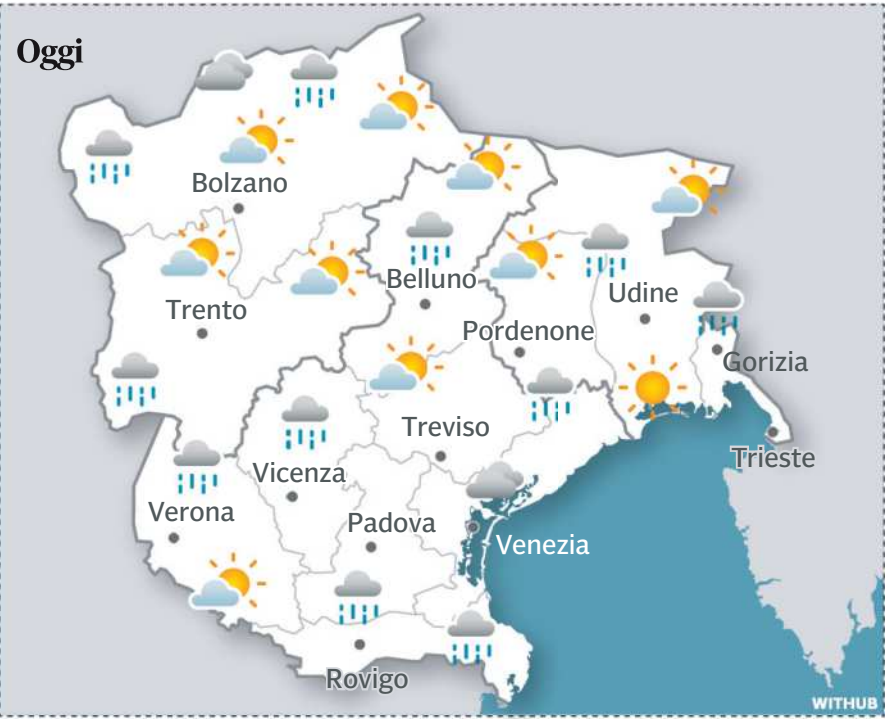 Oggi
Bolzano
Belluno
Udine
Trento
Pordenone
Gorizia
Treviso
Trieste
Vicenza
Verona
Padova
Venezia
Rovigo
WITHUB